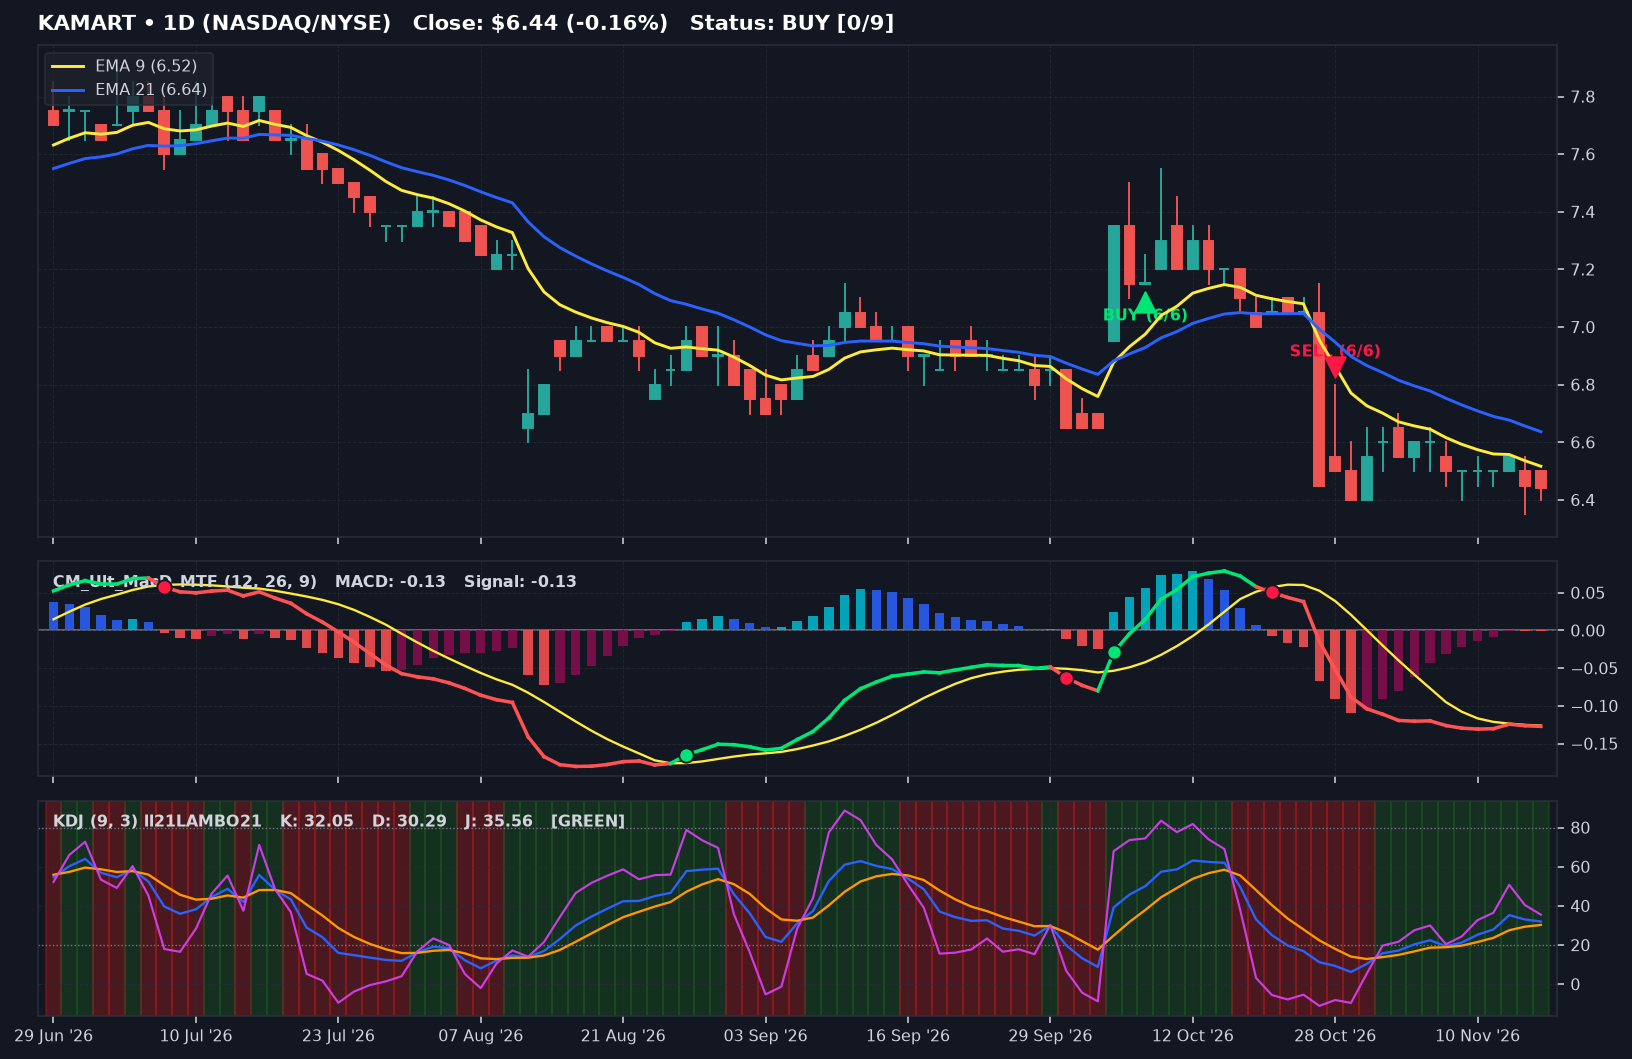 KAMART • 1D (NASDAQ/NYSE)   Close: $6.44 (-0.16%)   Status: BUY [0/9]
EMA 9 (6.52)
EMA 21 (6.64)
7.8
7.6
7.4
7.2
7.0
6.8
6.6
6.4
BUY (6/6)
SELL (6/6)
CM_Ult_MacD_MTF (12, 26, 9)   MACD: -0.13   Signal: -0.13
0.05
0.00
−0.05
−0.10
−0.15
KDJ (9, 3) II21LAMBO21   K: 32.05   D: 30.29   J: 35.56   [GREEN]
80
60
40
20
0
29 Jun '26
10 Jul '26
23 Jul '26
07 Aug '26
21 Aug '26
03 Sep '26
16 Sep '26
29 Sep '26
12 Oct '26
28 Oct '26
10 Nov '26